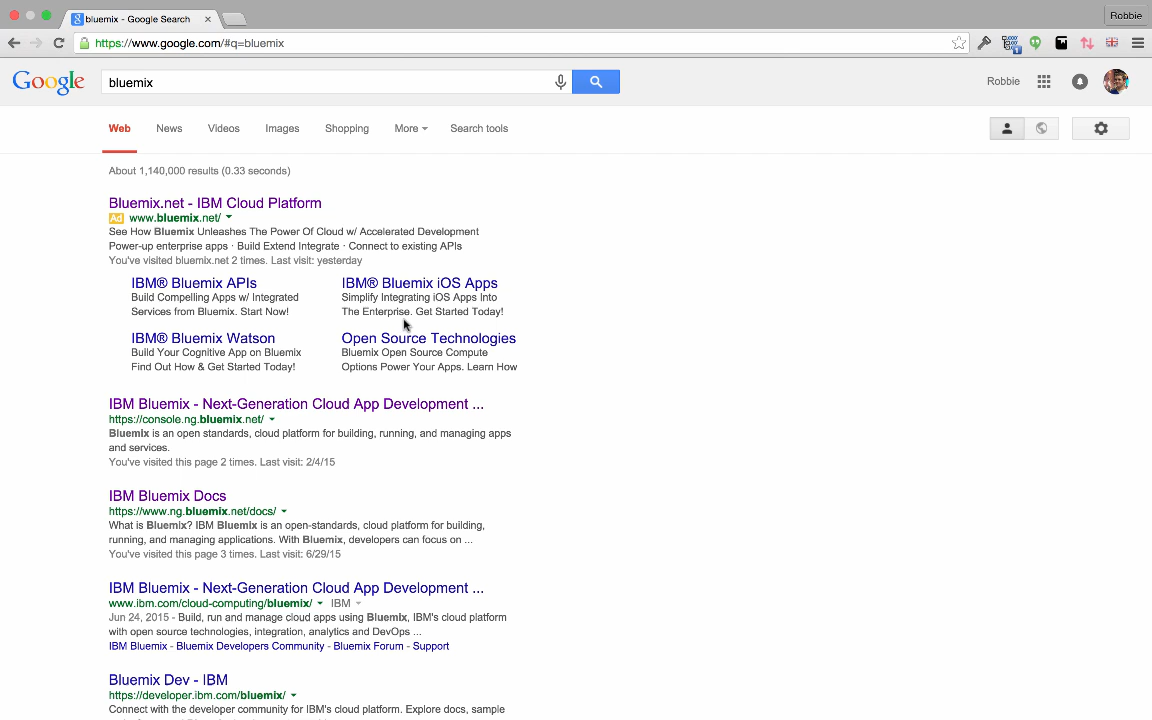 bluemix - Google Search
Robbie
https://www.google.com/#q=bluemix
Google
bluemix
Robbie
Web News Videos Images Shopping More Search tools
About 1,140,000 results (0.33 seconds)
Bluemix.net - IBM Cloud Platform
Ad www.bluemix.net/
See How Bluemix Unleashes The Power Of Cloud w/ Accelerated Development
Power-up enterprise apps · Build Extend Integrate · Connect to existing APIs
You've visited bluemix.net 2 times. Last visit: yesterday
IBM® Bluemix APIs
Build Compelling Apps w/ Integrated
Services from Bluemix. Start Now!
IBM® Bluemix iOS Apps
Simplify Integrating iOS Apps Into
The Enterprise. Get Started Today!
IBM® Bluemix Watson
Build Your Cognitive App on Bluemix
Find Out How & Get Started Today!
Open Source Technologies
Bluemix Open Source Compute
Options Power Your Apps. Learn How
IBM Bluemix - Next-Generation Cloud App Development ...
https://console.ng.bluemix.net/
Bluemix is an open standards, cloud platform for building, running, and managing apps
and services.
You've visited this page 2 times. Last visit: 2/4/15
IBM Bluemix Docs
https://www.ng.bluemix.net/docs/
What is Bluemix? IBM Bluemix is an open-standards, cloud platform for building,
running, and managing applications. With Bluemix, developers can focus on ...
You've visited this page 3 times. Last visit: 6/29/15
IBM Bluemix - Next-Generation Cloud App Development ...
www.ibm.com/cloud-computing/bluemix/ IBM
Jun 24, 2015 - Build, run and manage cloud apps using Bluemix, IBM's cloud platform
with open source technologies, integration, analytics and DevOps ...
IBM Bluemix - Bluemix Developers Community - Bluemix Forum - Support
Bluemix Dev - IBM
https://developer.ibm.com/bluemix/
Connect with the developer community for IBM's cloud platform. Explore docs, sample